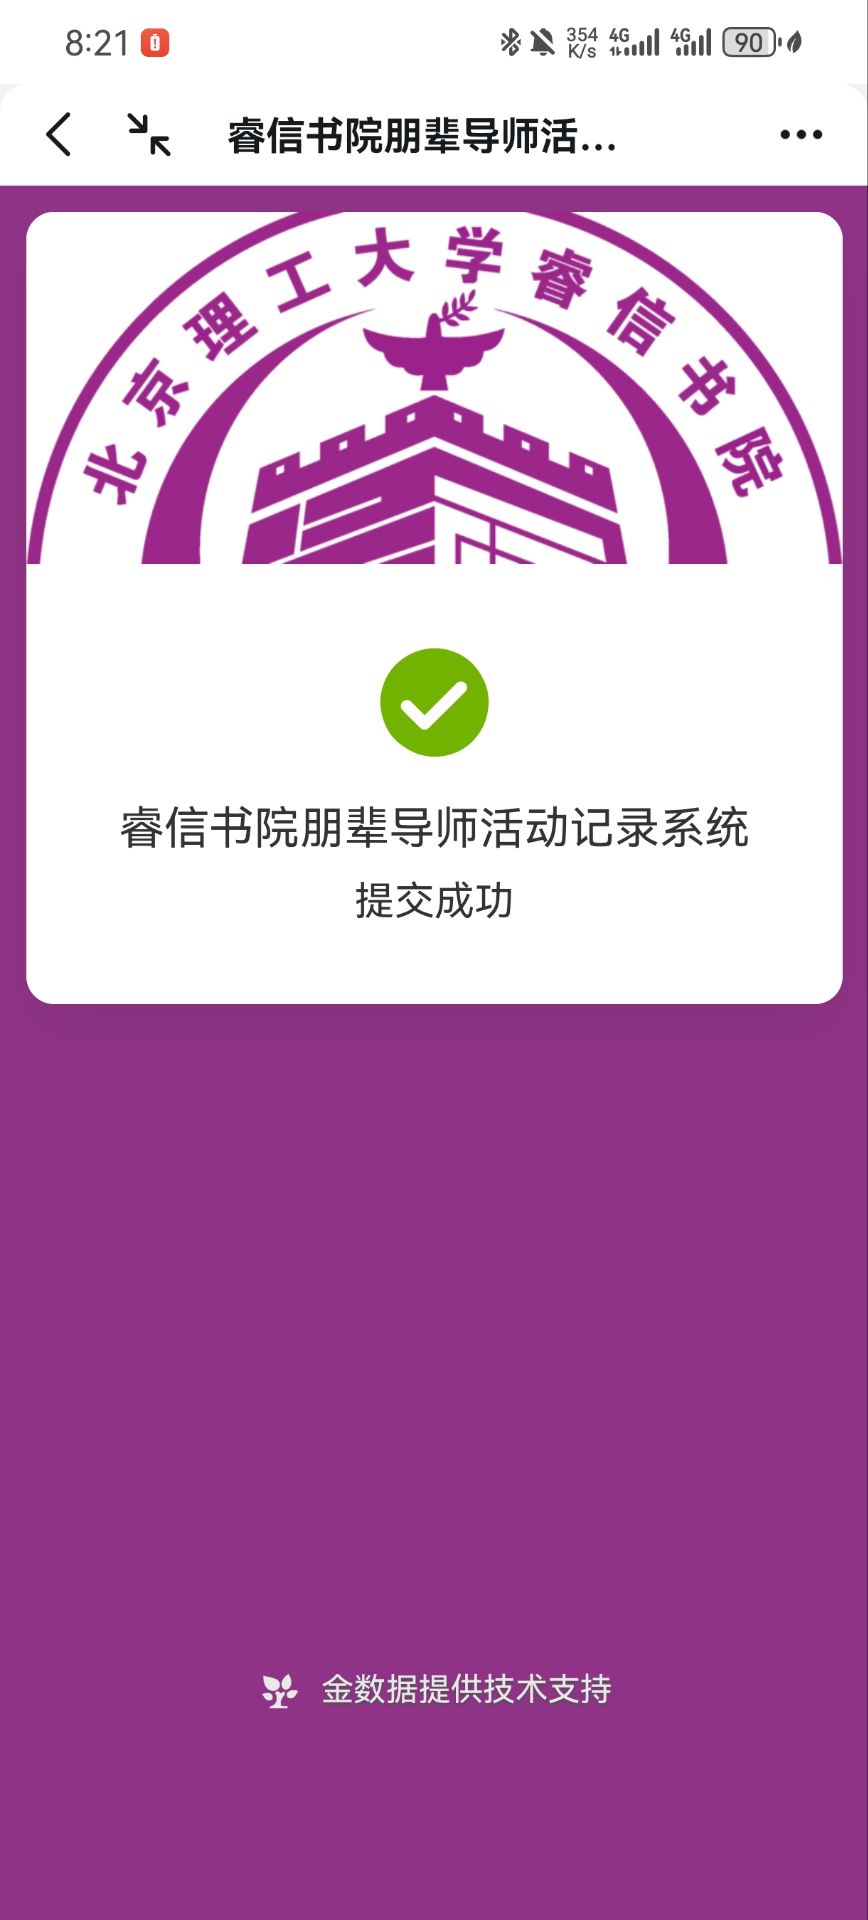 8:21
354
K/s
4G
4G
90
睿信书院朋辈导师活...
北京理工大学睿信书院
睿信书院朋辈导师活动记录系统
提交成功
金数据提供技术支持